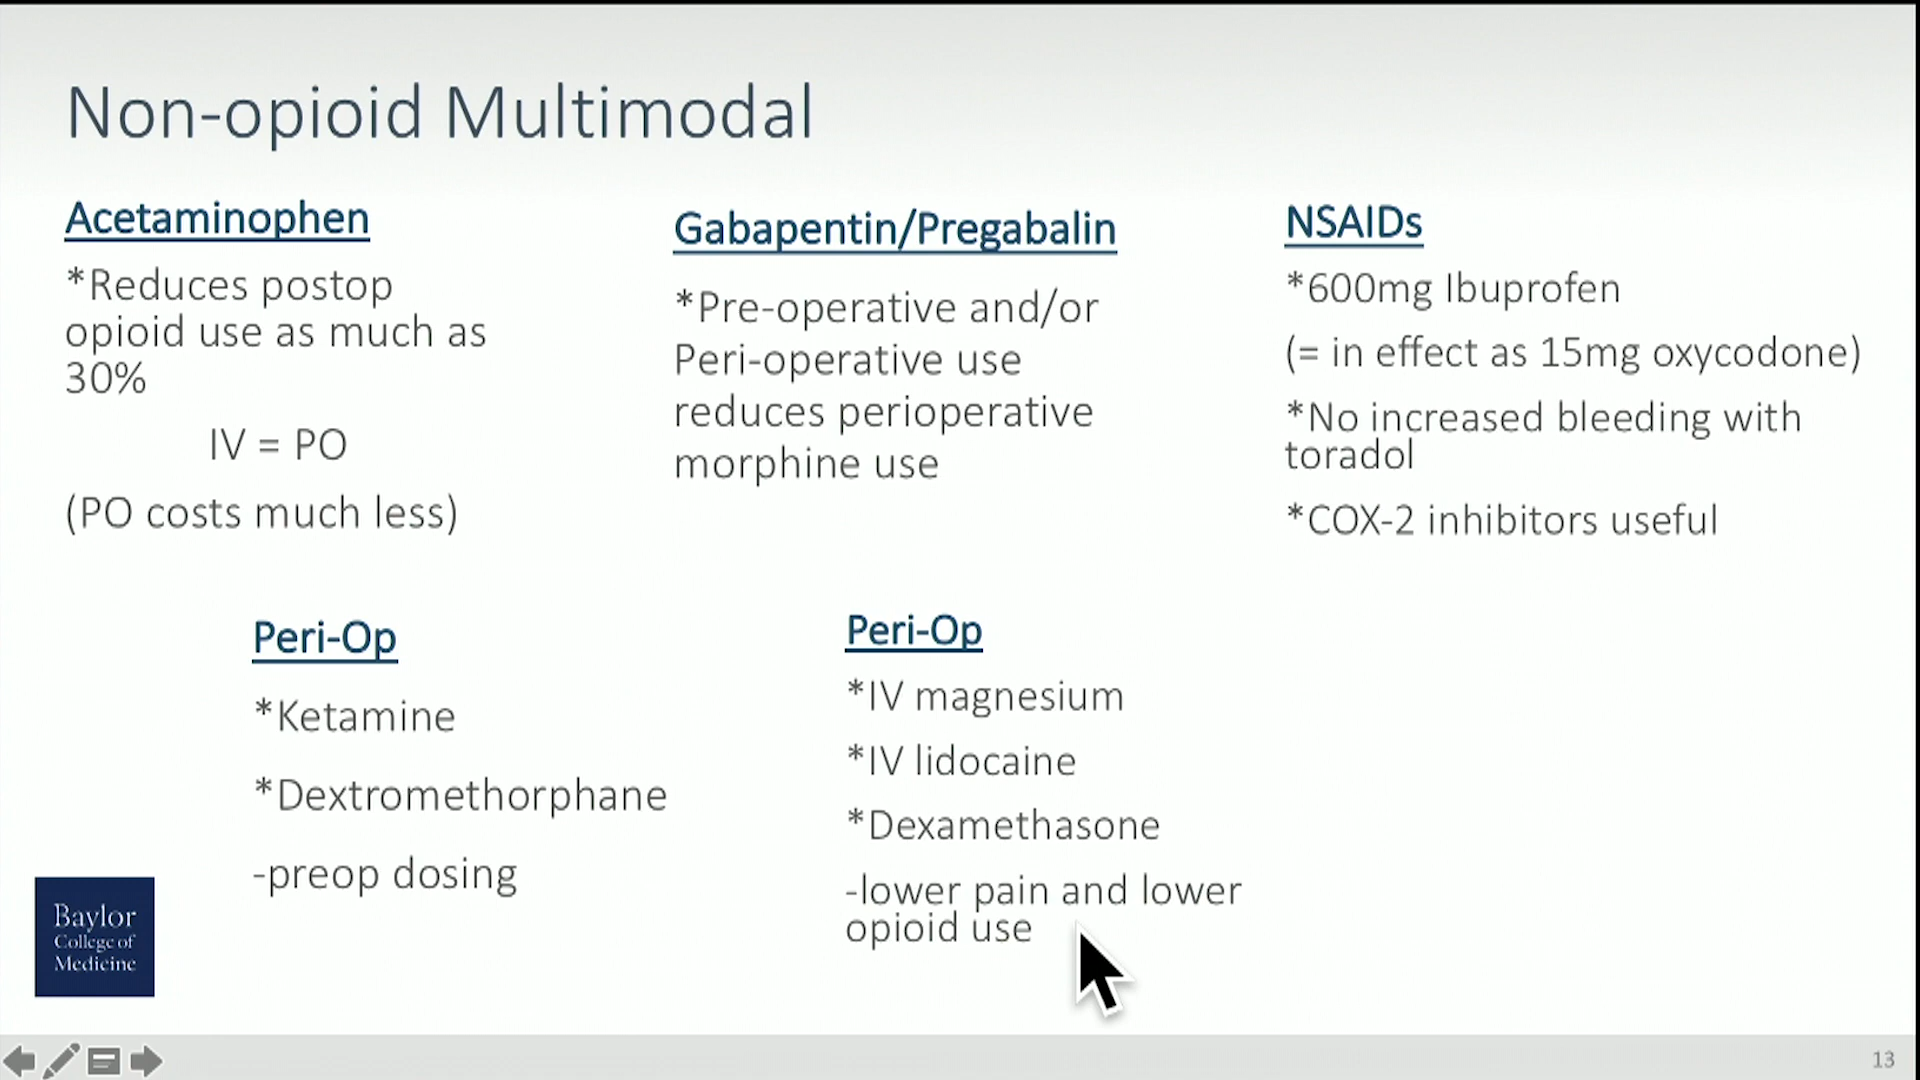 Non-opioid Multimodal
Acetaminophen
*Reduces postop
opioid use as much as
30%
IV = PO
(PO costs much less)
Gabapentin/Pregabalin
*Pre-operative and/or
Peri-operative use
reduces perioperative
morphine use
NSAIDs
*600mg Ibuprofen
(= in effect as 15mg oxycodone)
*No increased bleeding with
toradol
*COX-2 inhibitors useful
Peri-Op
*Ketamine
*Dextromethorphane
-preop dosing
Peri-Op
*IV magnesium
*IV lidocaine
*Dexamethasone
-lower pain and lower
opioid use
Baylor
College of
Medicine
13